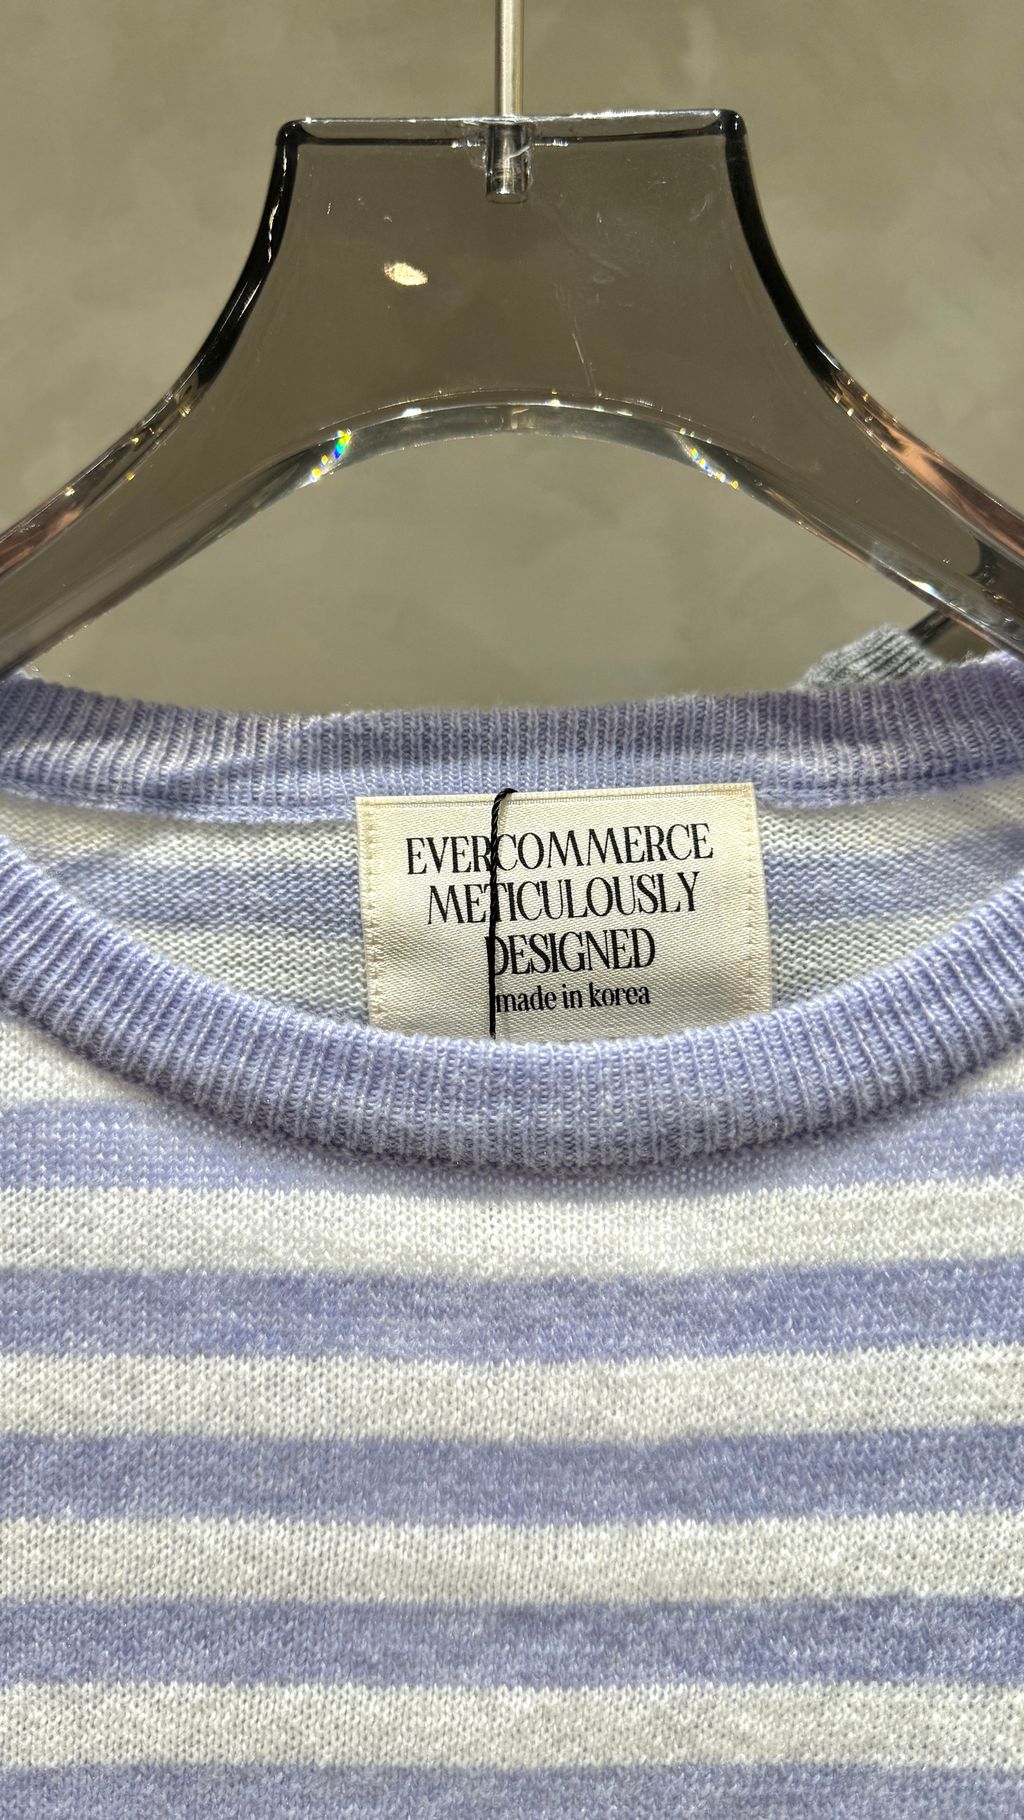 EVERCOMMERCE
METICULOUSLY
DESIGNED
made in korea